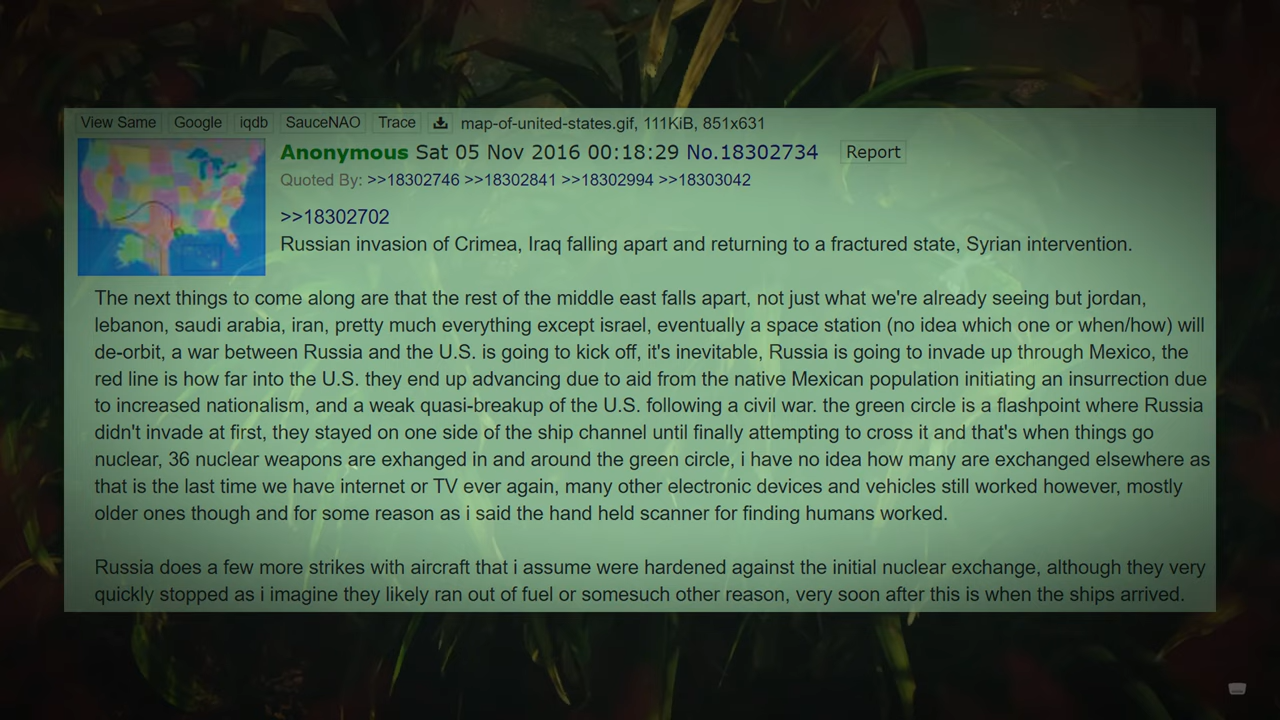 View Same Google iqdb SauceNAO Trace map-of-united-states.gif, 111KiB, 851x631
Anonymous Sat 05 Nov 2016 00:18:29 No.18302734 Report
Quoted By: >>18302746 >>18302841 >>18302994 >>18303042
>>18302702
Russian invasion of Crimea, Iraq falling apart and returning to a fractured state, Syrian intervention.
The next things to come along are that the rest of the middle east falls apart, not just what we're already seeing but jordan,
lebanon, saudi arabia, iran, pretty much everything except israel, eventually a space station (no idea which one or when/how) will
de-orbit, a war between Russia and the U.S. is going to kick off, it's inevitable, Russia is going to invade up through Mexico, the
red line is how far into the U.S. they end up advancing due to aid from the native Mexican population initiating an insurrection due
to increased nationalism, and a weak quasi-breakup of the U.S. following a civil war. the green circle is a flashpoint where Russia
didn't invade at first, they stayed on one side of the ship channel until finally attempting to cross it and that's when things go
nuclear, 36 nuclear weapons are exhanged in and around the green circle, i have no idea how many are exchanged elsewhere as
that is the last time we have internet or TV ever again, many other electronic devices and vehicles still worked however, mostly
older ones though and for some reason as i said the hand held scanner for finding humans worked.
Russia does a few more strikes with aircraft that i assume were hardened against the initial nuclear exchange, although they very
quickly stopped as i imagine they likely ran out of fuel or somesuch other reason, very soon after this is when the ships arrived.